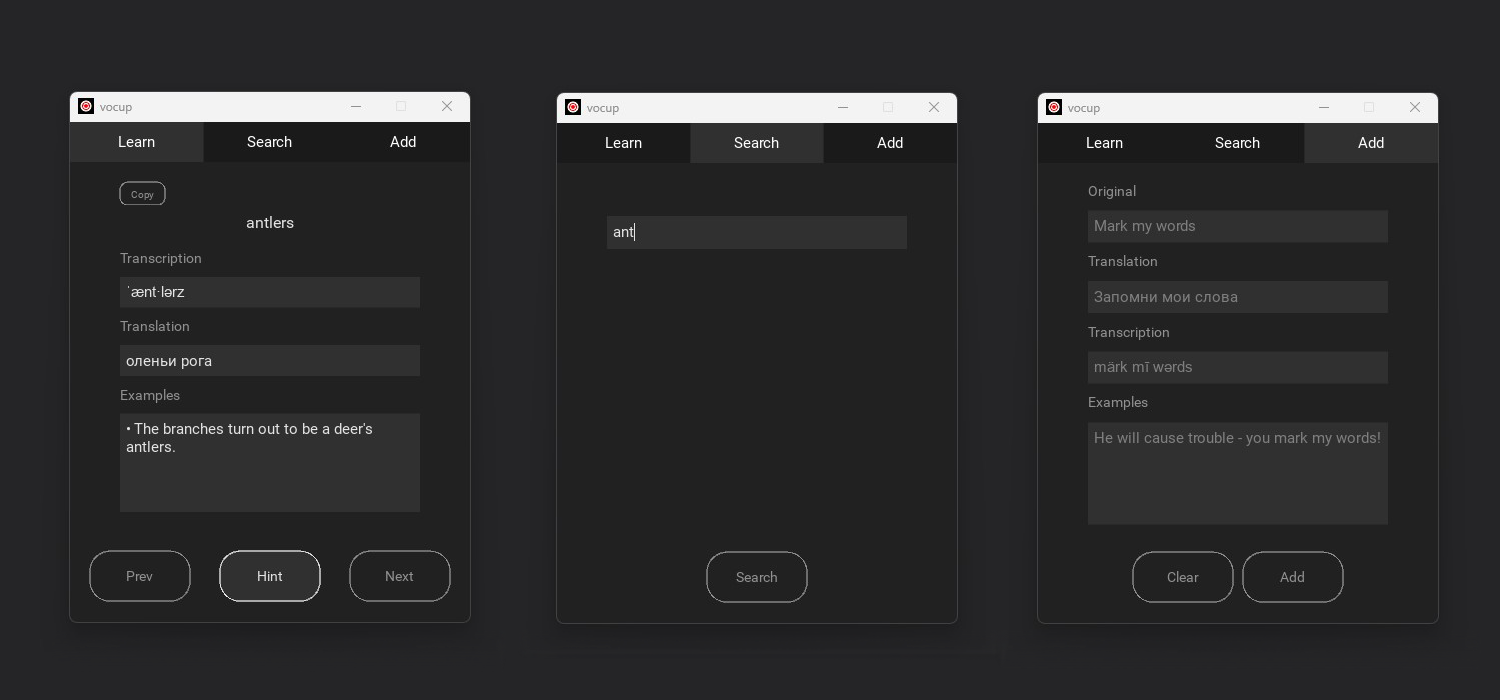 vocup
Learn Search Add
Copy
antlers
Transcription
ˈænt·lərz
Translation
оленьи рога
Examples
• The branches turn out to be a deer's
antlers.
Prev Hint Next
vocup
Learn Search Add
ant
Search
vocup
Learn Search Add
Original
Mark my words
Translation
Запомни мои слова
Transcription
märk mī wərds
Examples
He will cause trouble - you mark my words!
Clear Add